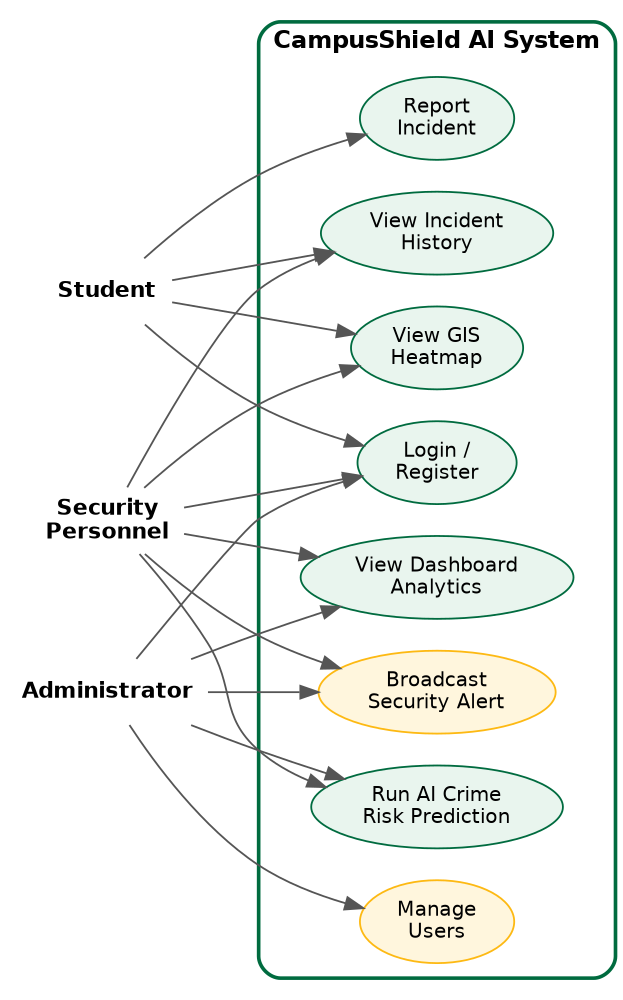 CampusShield AI System
Report
Incident
View Incident
History
Student
View GIS
Heatmap
Login /
Register
Security
Personnel
View Dashboard
Analytics
Administrator
Broadcast
Security Alert
Run AI Crime
Risk Prediction
Manage
Users